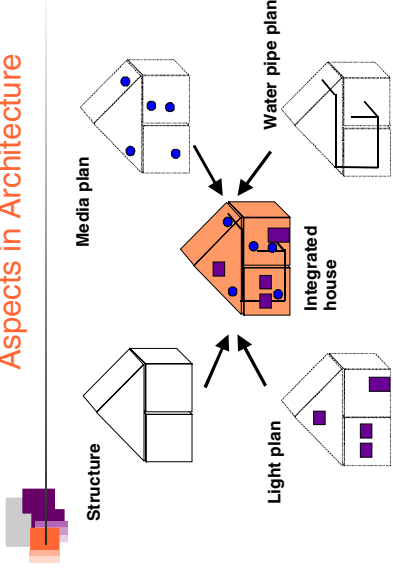 Aspects in Architecture
Structure
Media plan
Light plan
Integrated
house
Water pipe plan